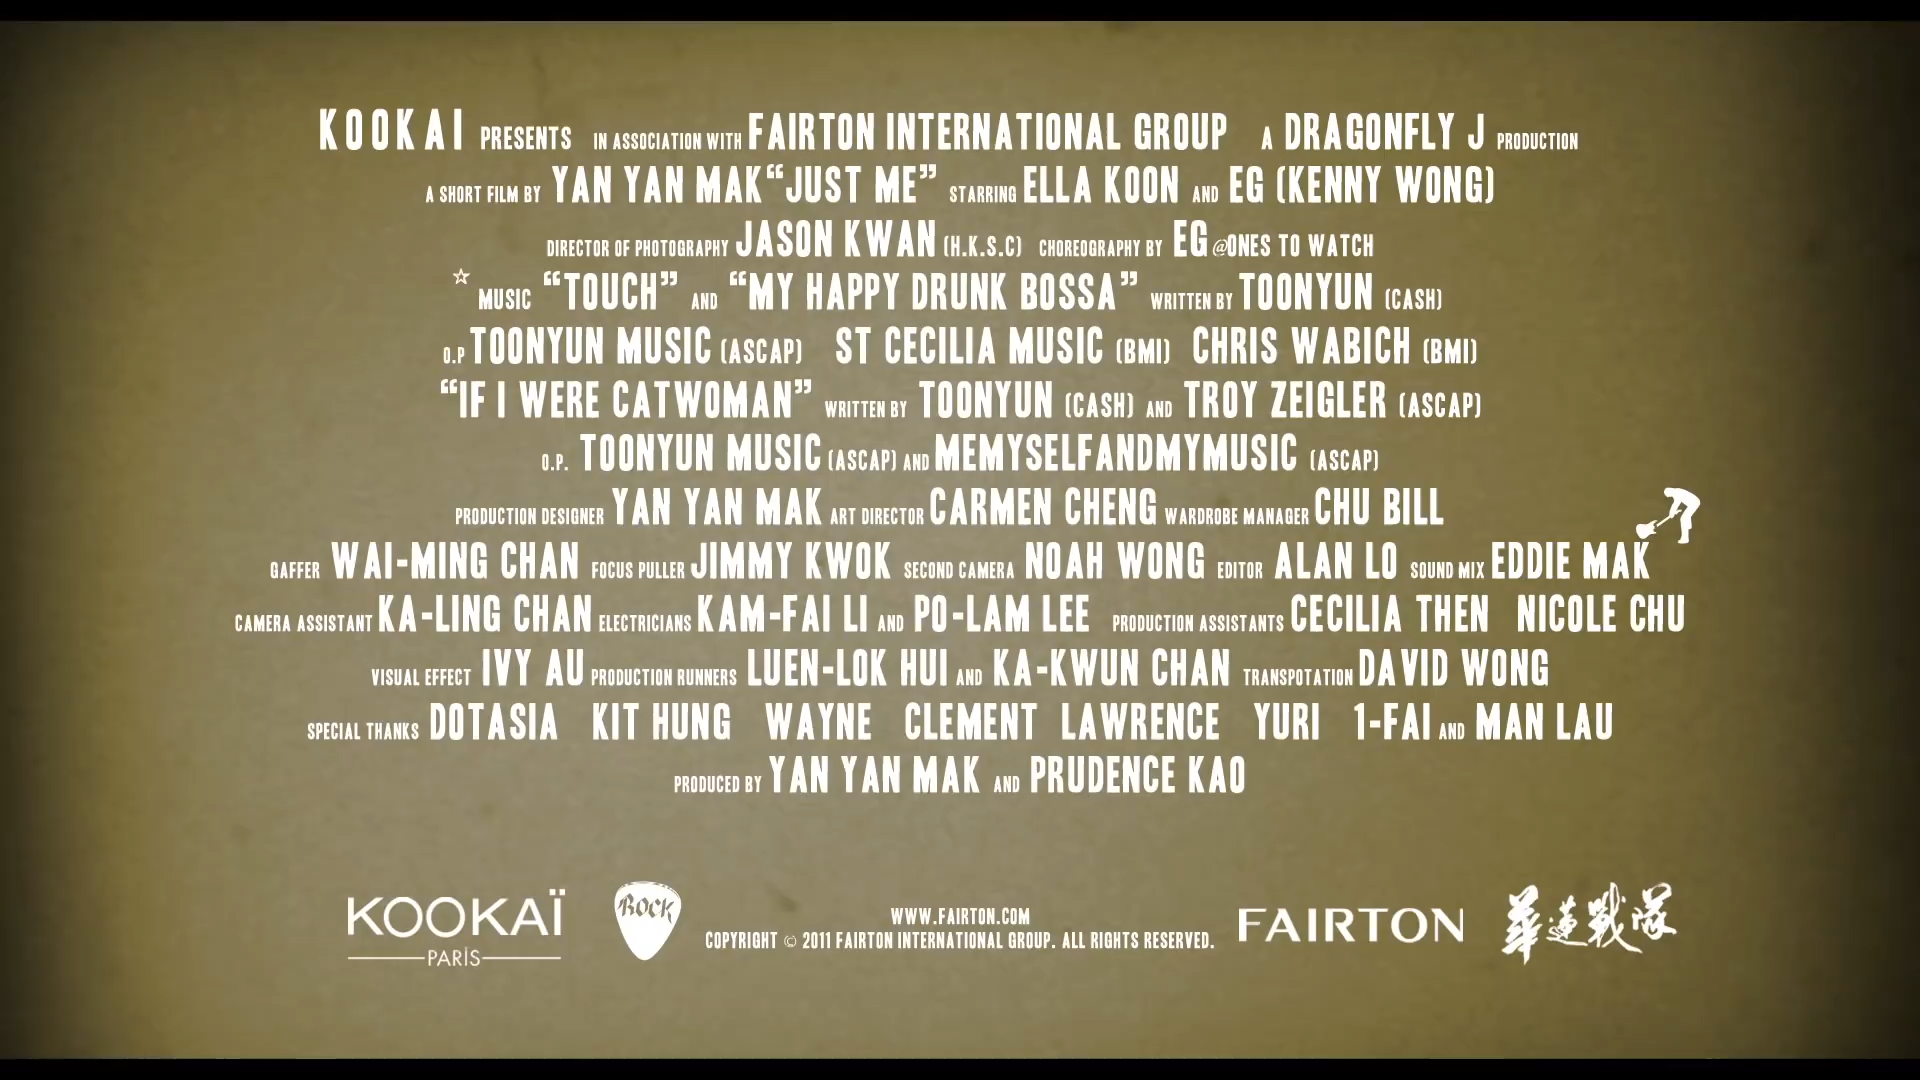 KOOKAI PRESENTS IN ASSOCIATION WITH FAIRTON INTERNATIONAL GROUP A DRAGONFLY J PRODUCTION
A SHORT FILM BY YAN YAN MAK “JUST ME” STARRING ELLA KOON AND EG (KENNY WONG)
DIRECTOR OF PHOTOGRAPHY JASON KWAN (H.K.S.C) CHOREOGRAPHY BY EG @ONES TO WATCH
☆ MUSIC “TOUCH” AND “MY HAPPY DRUNK BOSSA” WRITTEN BY TOONYUN (CASH)
O.P TOONYUN MUSIC (ASCAP) ST CECILIA MUSIC (BMI) CHRIS WABICH (BMI)
“IF I WERE CATWOMAN” WRITTEN BY TOONYUN (CASH) AND TROY ZEIGLER (ASCAP)
O.P. TOONYUN MUSIC (ASCAP) AND MEMYSELFANDMYMUSIC (ASCAP)
PRODUCTION DESIGNER YAN YAN MAK ART DIRECTOR CARMEN CHENG WARDROBE MANAGER CHU BILL
GAFFER WAI-MING CHAN FOCUS PULLER JIMMY KWOK SECOND CAMERA NOAH WONG EDITOR ALAN LO SOUND MIX EDDIE MAK
CAMERA ASSISTANT KA-LING CHAN ELECTRICIANS KAM-FAI LI AND PO-LAM LEE PRODUCTION ASSISTANTS CECILIA THEN NICOLE CHU
VISUAL EFFECT IVY AU PRODUCTION RUNNERS LUEN-LOK HUI AND KA-KWUN CHAN TRANSPOTATION DAVID WONG
SPECIAL THANKS DOTASIA KIT HUNG WAYNE CLEMENT LAWRENCE YURI 1-FAI AND MAN LAU
PRODUCED BY YAN YAN MAK AND PRUDENCE KAO
KOOKAÏ
PARIS
ROCK
WWW.FAIRTON.COM
COPYRIGHT © 2011 FAIRTON INTERNATIONAL GROUP. ALL RIGHTS RESERVED.
FAIRTON
華蓮戰隊